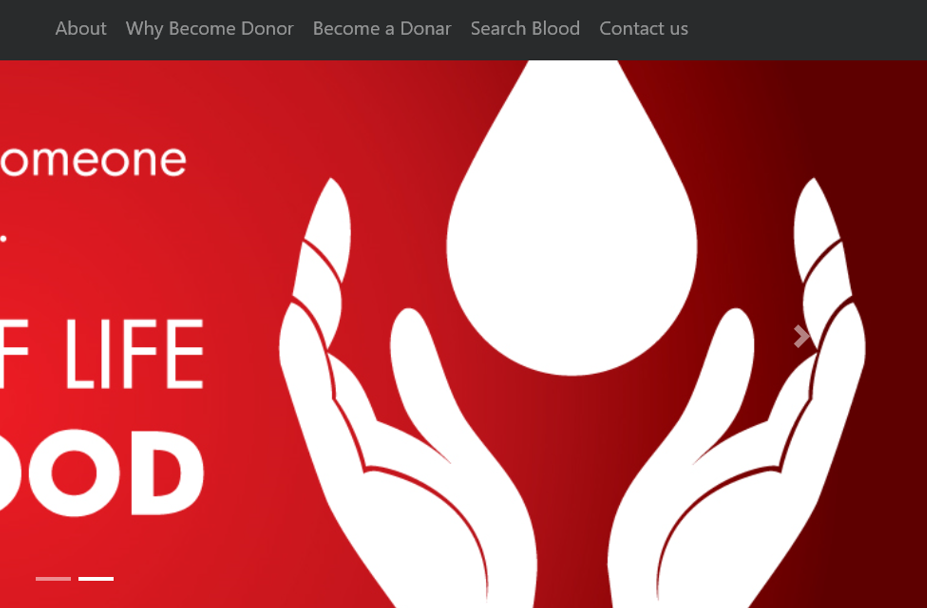 About Why Become Donor Become a Donar Search Blood Contact us
omeone
.
F LIFE
OOD